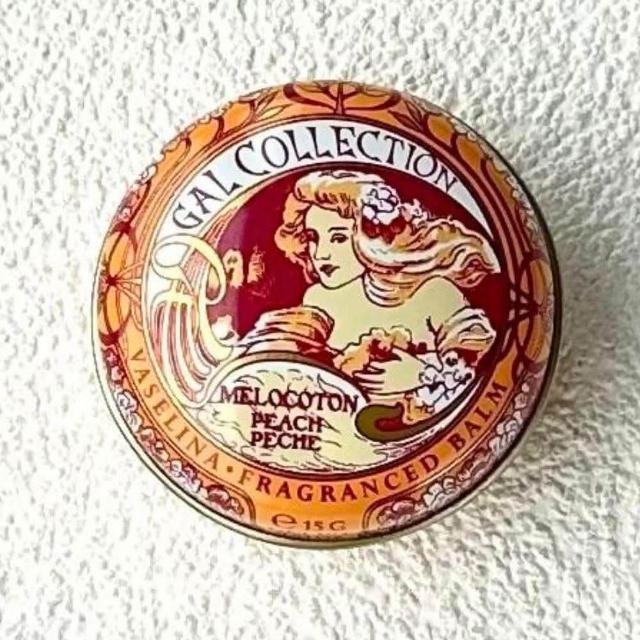 GAL COLLECTION
MELOCOTON
PEACH
PECHE
VASELINA · FRAGRANCED BALM
℮ 15 G